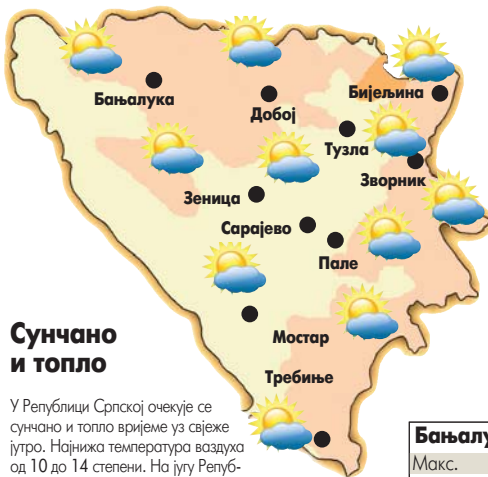 Бањалука
Добој
Бијељина
Тузла
Зворник
Зеница
Сарајево
Пале
Мостар
Требиње
Сунчано
и топло
У Републици Српској очекује се
сунчано и топло вријеме уз свјеже
јутро. Најнижа температура ваздуха
од 10 до 14 степени. На југу Репуб-
Бањалу
Макс.